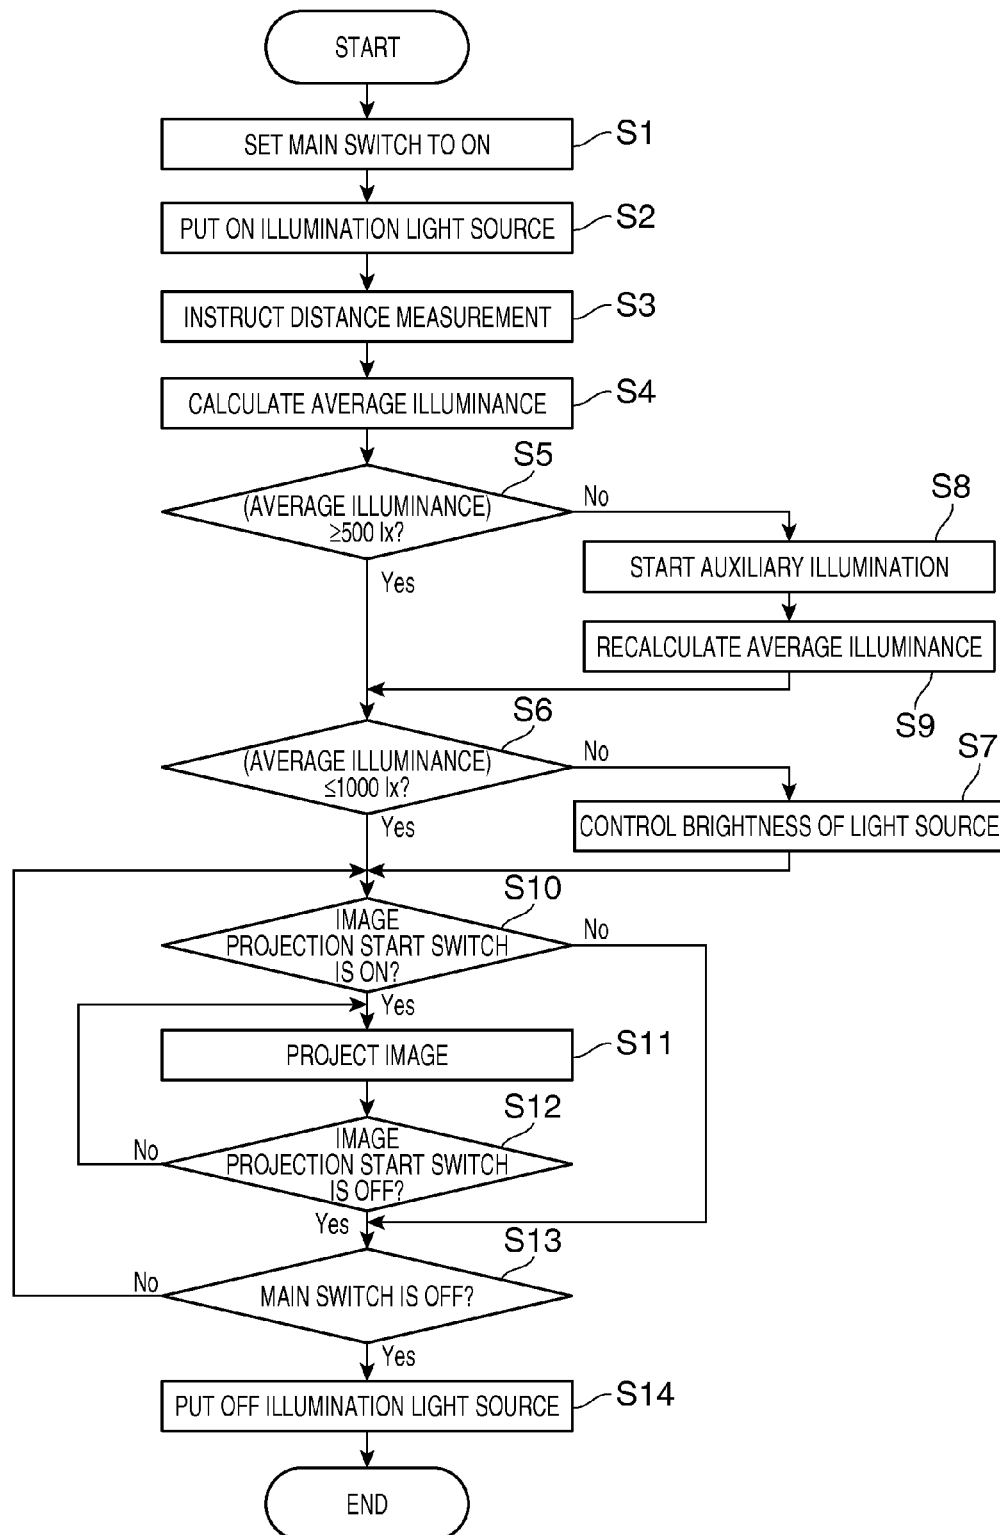 START
SET MAIN SWITCH TO ON
S1
PUT ON ILLUMINATION LIGHT SOURCE
S2
INSTRUCT DISTANCE MEASUREMENT
S3
CALCULATE AVERAGE ILLUMINANCE
S4
S5
(AVERAGE ILLUMINANCE)
≥500 lx?
No
Yes
S8
START AUXILIARY ILLUMINATION
RECALCULATE AVERAGE ILLUMINANCE
S9
S6
(AVERAGE ILLUMINANCE)
≤1000 lx?
No
Yes
S7
CONTROL BRIGHTNESS OF LIGHT SOURCE
S10
IMAGE
PROJECTION START SWITCH
IS ON?
No
Yes
PROJECT IMAGE
S11
S12
IMAGE
PROJECTION START SWITCH
IS OFF?
No
Yes
S13
MAIN SWITCH IS OFF?
No
Yes
PUT OFF ILLUMINATION LIGHT SOURCE
S14
END